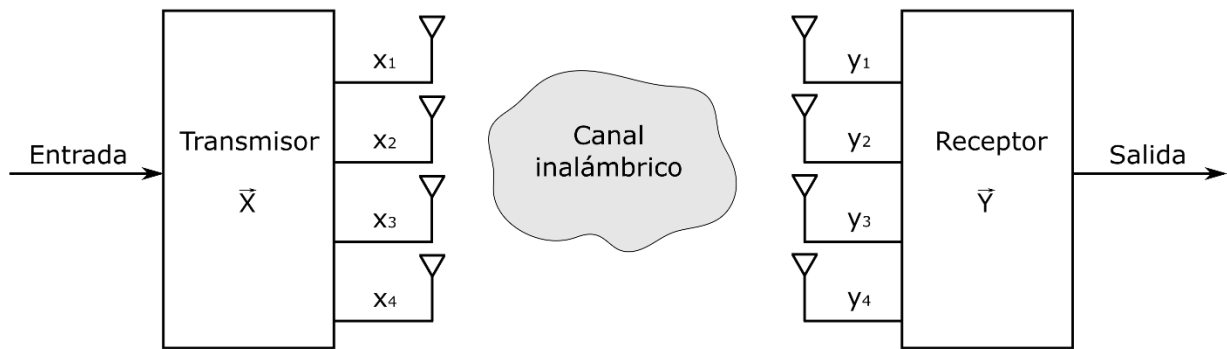 Entrada
Transmisor
X⃗
x₁
x₂
x₃
x₄
Canal
inalámbrico
y₁
y₂
y₃
y₄
Receptor
Y⃗
Salida